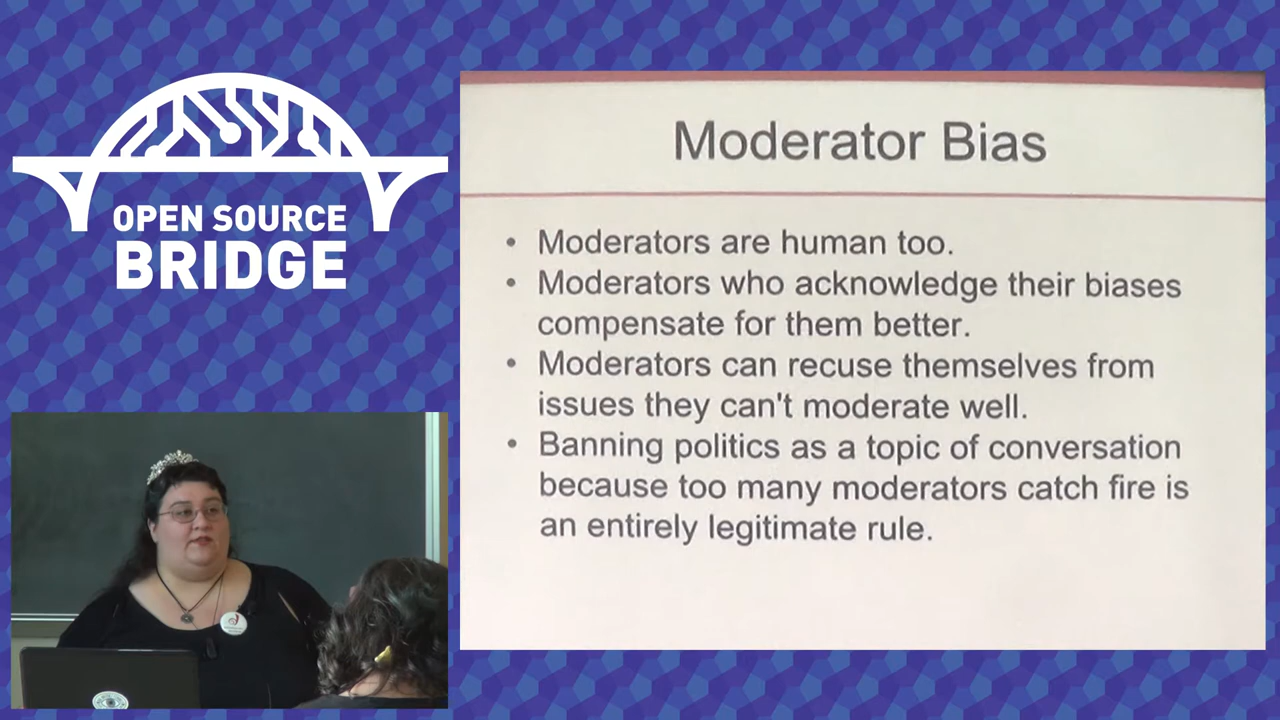 OPEN SOURCE
BRIDGE
Moderator Bias
• Moderators are human too.
• Moderators who acknowledge their biases
compensate for them better.
• Moderators can recuse themselves from
issues they can't moderate well.
• Banning politics as a topic of conversation
because too many moderators catch fire is
an entirely legitimate rule.